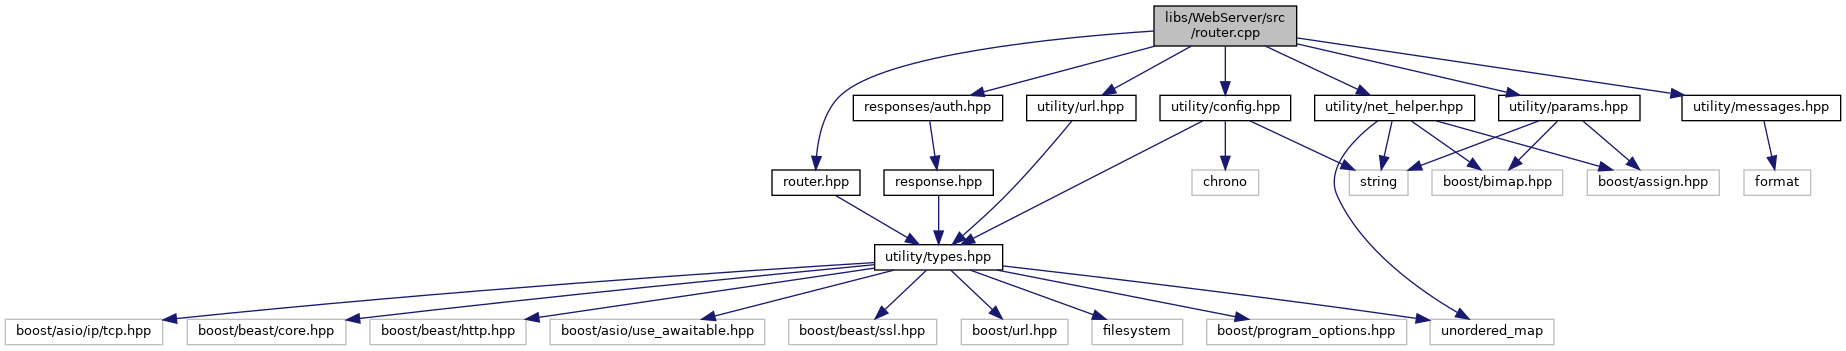 libs/WebServer/src
/router.cpp
responses/auth.hpp
utility/url.hpp
utility/config.hpp
utility/net_helper.hpp
utility/params.hpp
utility/messages.hpp
router.hpp
response.hpp
chrono
string
boost/bimap.hpp
boost/assign.hpp
format
utility/types.hpp
boost/asio/ip/tcp.hpp
boost/beast/core.hpp
boost/beast/http.hpp
boost/asio/use_awaitable.hpp
boost/beast/ssl.hpp
boost/url.hpp
filesystem
boost/program_options.hpp
unordered_map